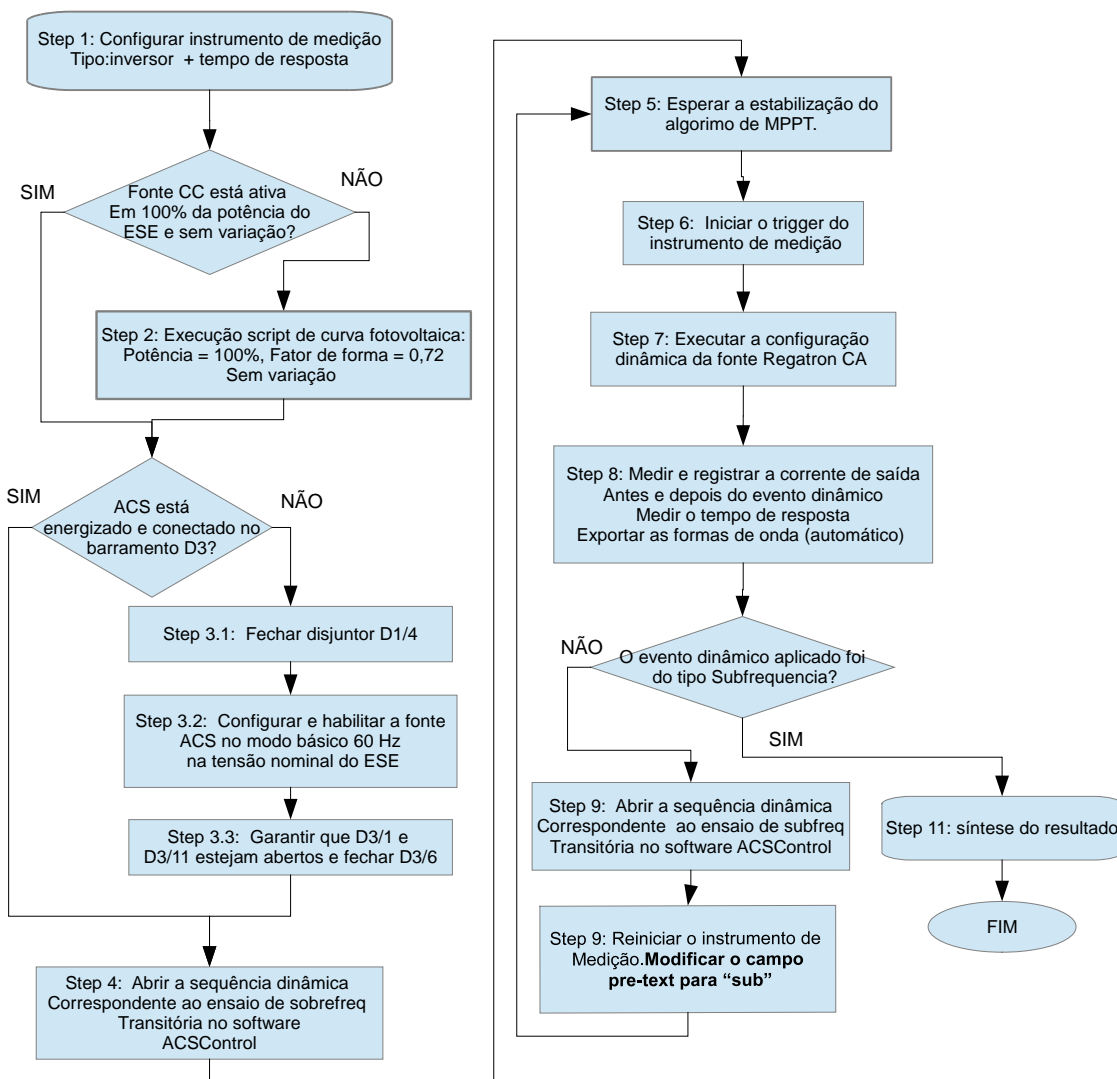 Step 1: Configurar instrumento de medição
Tipo:inversor + tempo de resposta
SIM
NÃO
Fonte CC está ativa
Em 100% da potência do
ESE e sem variação?
Step 2: Execução script de curva fotovoltaica:
Potência = 100%, Fator de forma = 0,72
Sem variação
SIM
NÃO
ACS está
energizado e conectado no
barramento D3?
Step 3.1: Fechar disjuntor D1/4
Step 3.2: Configurar e habilitar a fonte
ACS no modo básico 60 Hz
na tensão nominal do ESE
Step 3.3: Garantir que D3/1 e
D3/11 estejam abertos e fechar D3/6
Step 4: Abrir a sequência dinâmica
Correspondente ao ensaio de sobrefreq
Transitória no software
ACSControl
Step 5: Esperar a estabilização do
algorimo de MPPT.
Step 6: Iniciar o trigger do
instrumento de medição
Step 7: Executar a configuração
dinâmica da fonte Regatron CA
Step 8: Medir e registrar a corrente de saída
Antes e depois do evento dinâmico
Medir o tempo de resposta
Exportar as formas de onda (automático)
NÃO
O evento dinâmico aplicado foi
do tipo Subfrequencia?
SIM
Step 9: Abrir a sequência dinâmica
Correspondente ao ensaio de subfreq
Transitória no software ACSControl
Step 11: síntese do resultado
Step 9: Reiniciar o instrumento de
Medição.Modificar o campo
pre-text para “sub”
FIM